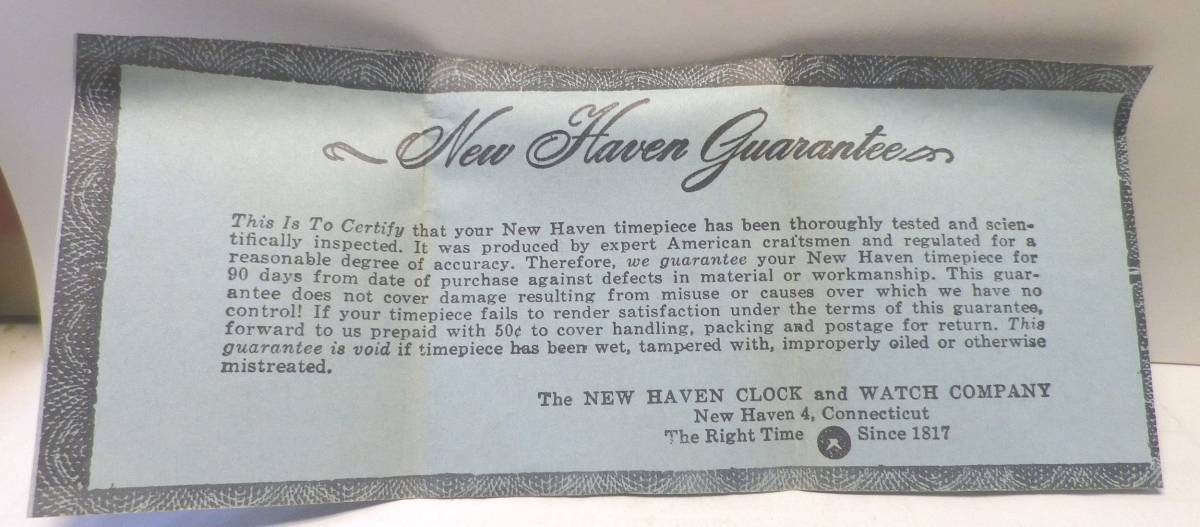 New Haven Guarantee
This Is To Certify that your New Haven timepiece has been thoroughly tested and scien-
tifically inspected. It was produced by expert American craftsmen and regulated for a
reasonable degree of accuracy. Therefore, we guarantee your New Haven timepiece for
90 days from date of purchase against defects in material or workmanship. This guar-
antee does not cover damage resulting from misuse or causes over which we have no
control! If your timepiece fails to render satisfaction under the terms of this guarantee,
forward to us prepaid with 50¢ to cover handling, packing and postage for return. This
guarantee is void if timepiece has been wet, tampered with, improperly oiled or otherwise
mistreated.
The NEW HAVEN CLOCK and WATCH COMPANY
New Haven 4, Connecticut
The Right Time Since 1817